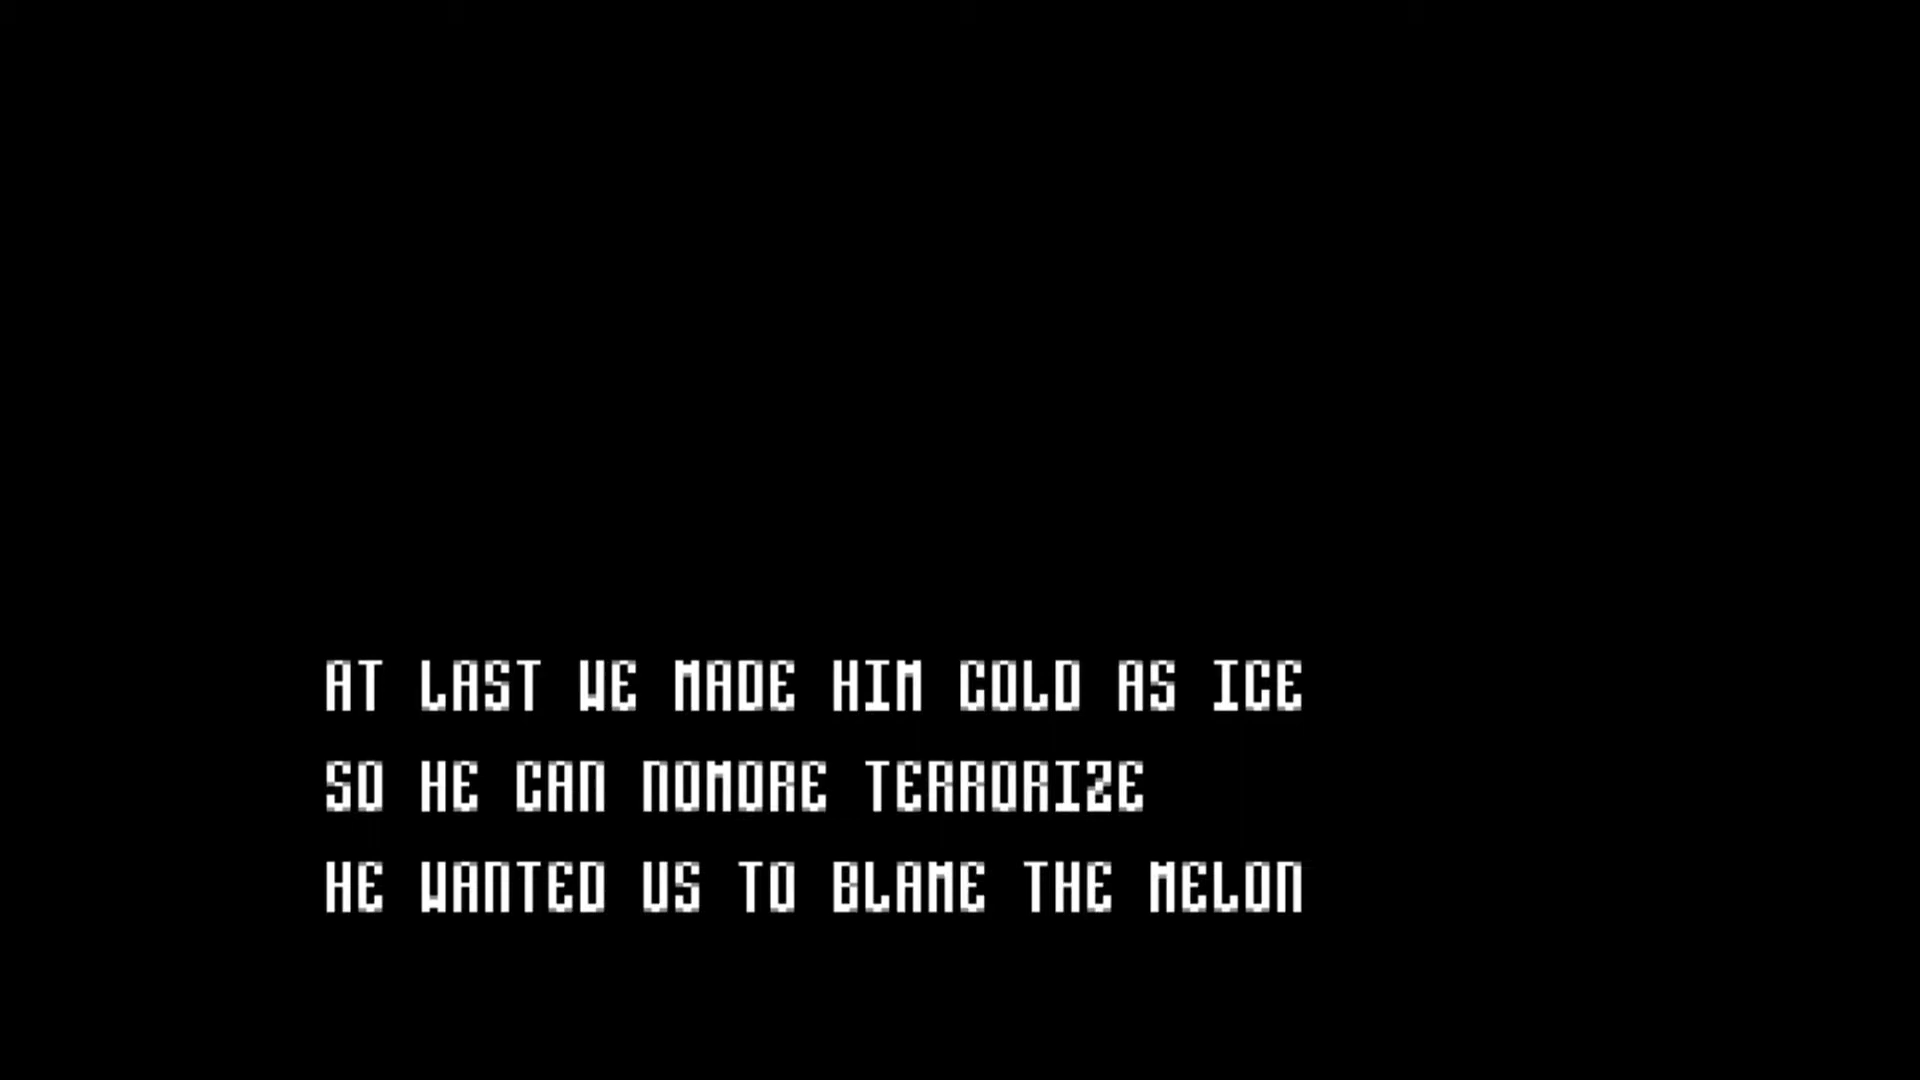 AT LAST WE MADE HIM COLD AS ICE
SO HE CAN NOMORE TERRORIZE
HE WANTED US TO BLAME THE MELON